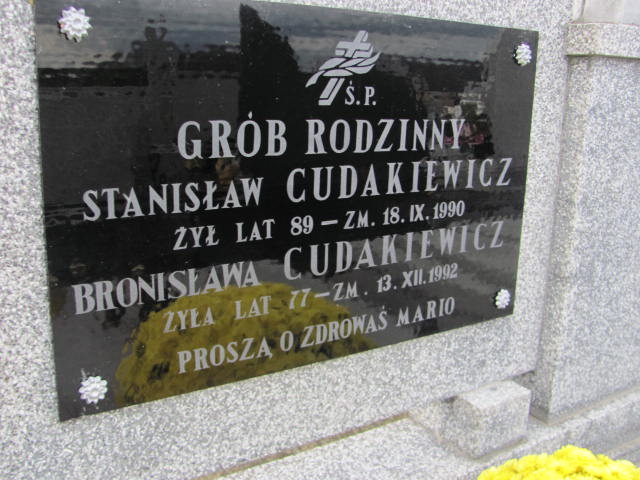 Ś.P.
GRÓB RODZINNY
STANISŁAW CUDAKIEWICZ
ŻYŁ LAT 89 – ZM. 18. IX. 1990
BRONISŁAWA CUDAKIEWICZ
ŻYŁA LAT 77 – ZM. 13. XII. 1992
PROSZĄ O ZDROWAŚ MARIO